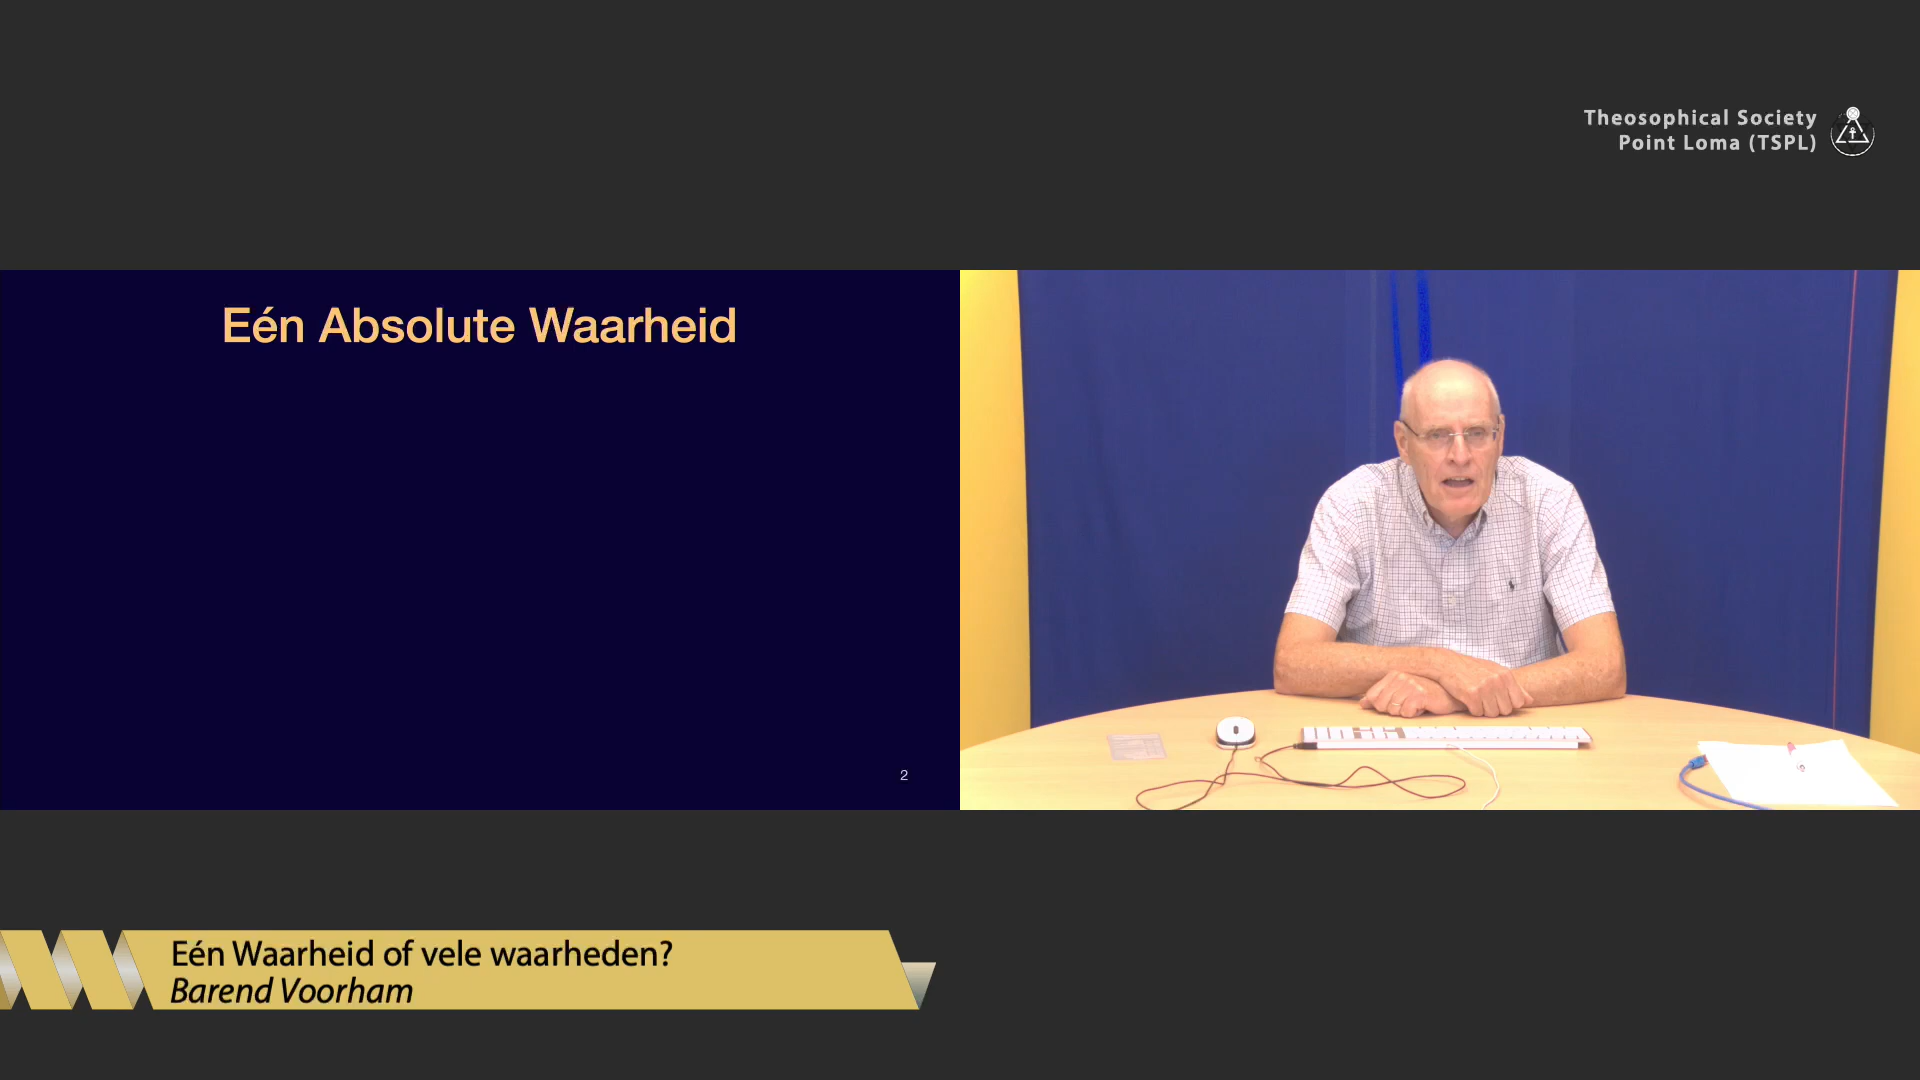 Theosophical Society
Point Loma (TSPL)
Eén Absolute Waarheid
2
Eén Waarheid of vele waarheden?
Barend Voorham